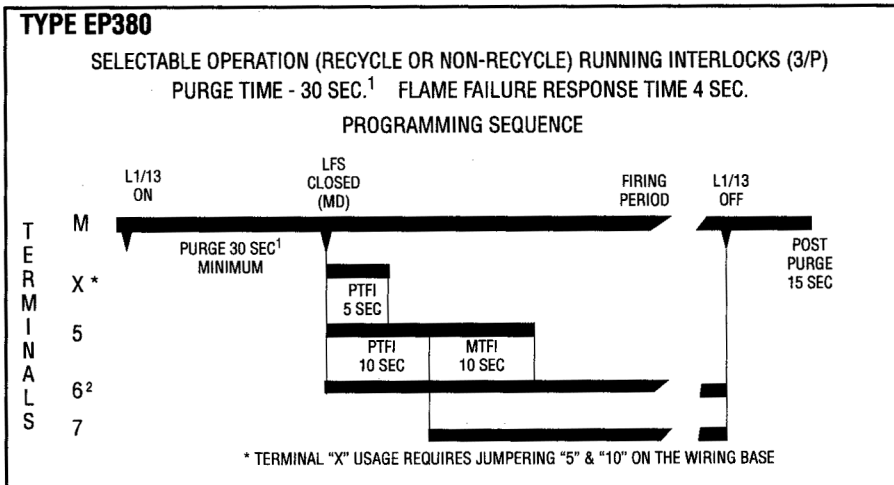 TYPE EP380
SELECTABLE OPERATION (RECYCLE OR NON-RECYCLE) RUNNING INTERLOCKS (3/P)
PURGE TIME - 30 SEC.¹ FLAME FAILURE RESPONSE TIME 4 SEC.
PROGRAMMING SEQUENCE
L1/13
ON
LFS
CLOSED
(MD)
FIRING
PERIOD
L1/13
OFF
TERMINALS
M
PURGE 30 SEC¹
MINIMUM
POST
PURGE
15 SEC
X *
PTFI
5 SEC
5
PTFI
10 SEC
MTFI
10 SEC
6²
7
* TERMINAL "X" USAGE REQUIRES JUMPERING "5" & "10" ON THE WIRING BASE